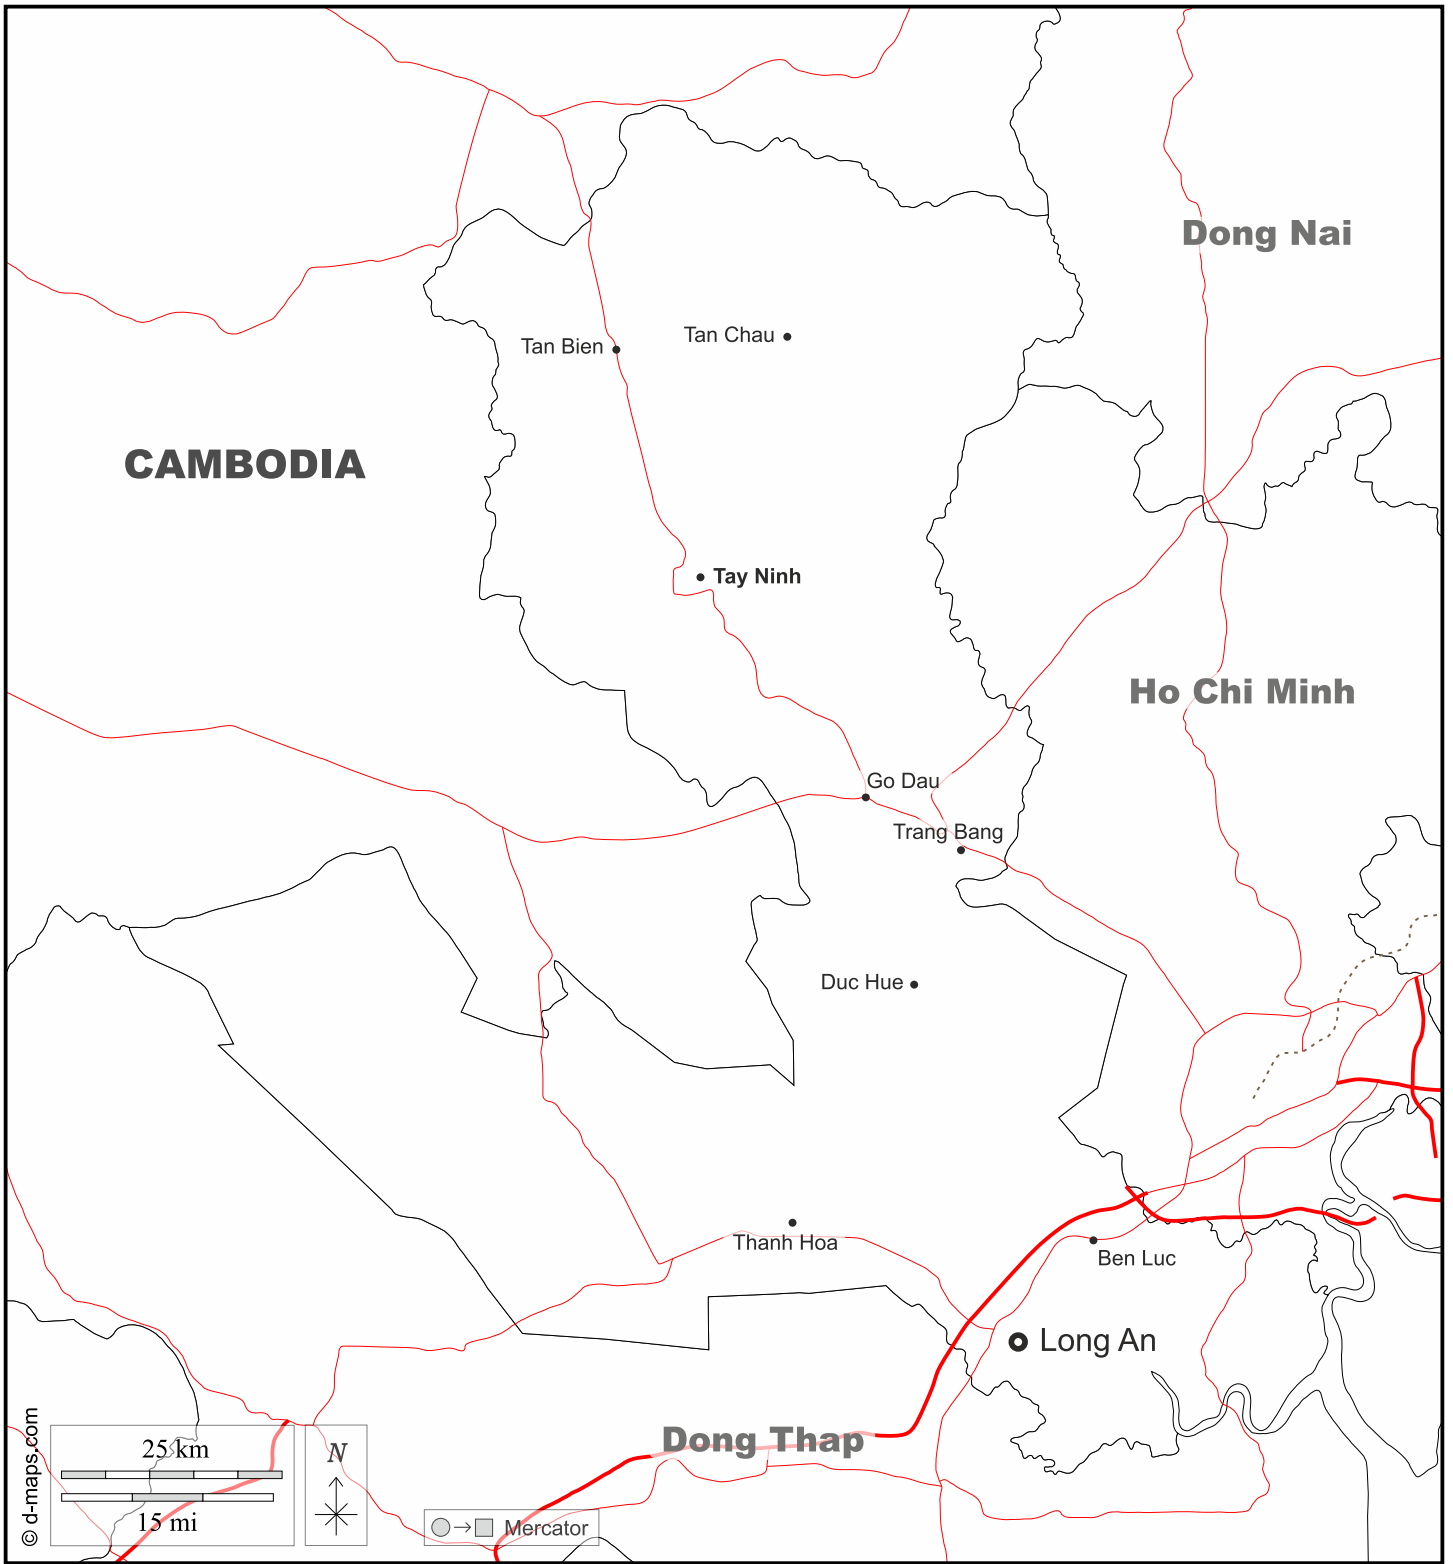 Dong Nai
Tan Chau
Tan Bien
CAMBODIA
Tay Ninh
Ho Chi Minh
Go Dau
Trang Bang
Duc Hue
Thanh Hoa
Ben Luc
Long An
Dong Thap
25 km
15 mi
N
Mercator
© d-maps.com